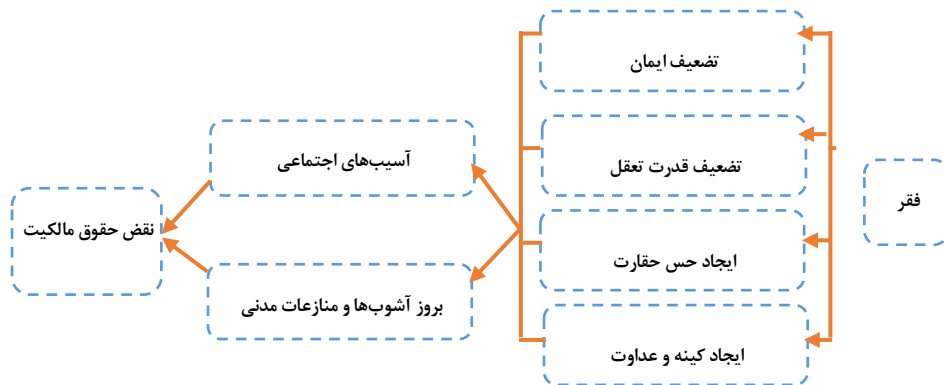 فقر
تضعیف ایمان
تضعیف قدرت تعقل
ایجاد حس حقارت
ایجاد کینه و عداوت
آسیب‌های اجتماعی
بروز آشوب‌ها و منازعات مدنی
نقض حقوق مالکیت